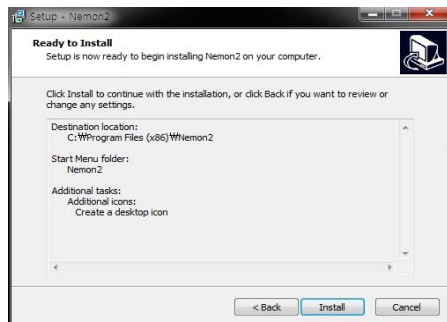 Setup - Nemon2
Ready to Install
Setup is now ready to begin installing Nemon2 on your computer.
Click Install to continue with the installation, or click Back if you want to review or
change any settings.
Destination location:
C:₩Program Files (x86)₩Nemon2
Start Menu folder:
Nemon2
Additional tasks:
Additional icons:
Create a desktop icon
< Back
Install
Cancel